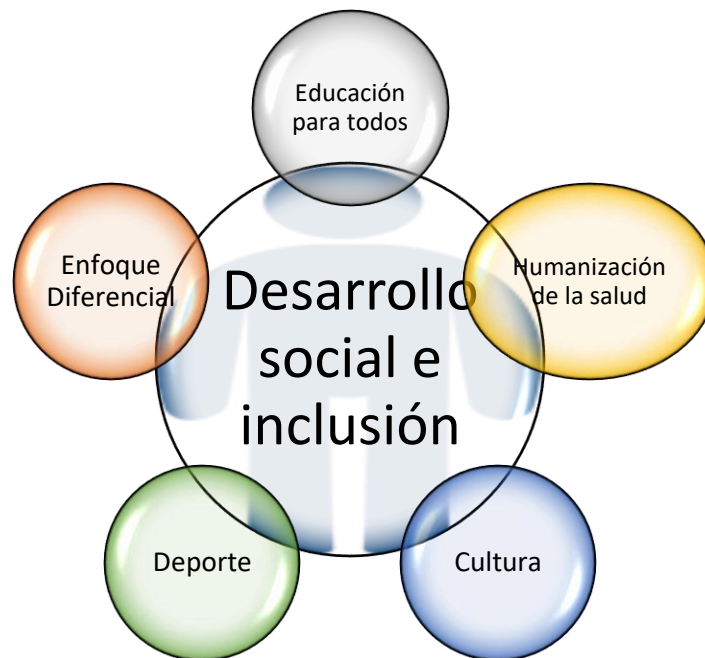 Educación
para todos
Humanización
de la salud
Cultura
Deporte
Enfoque
Diferencial
Desarrollo
social e
inclusión